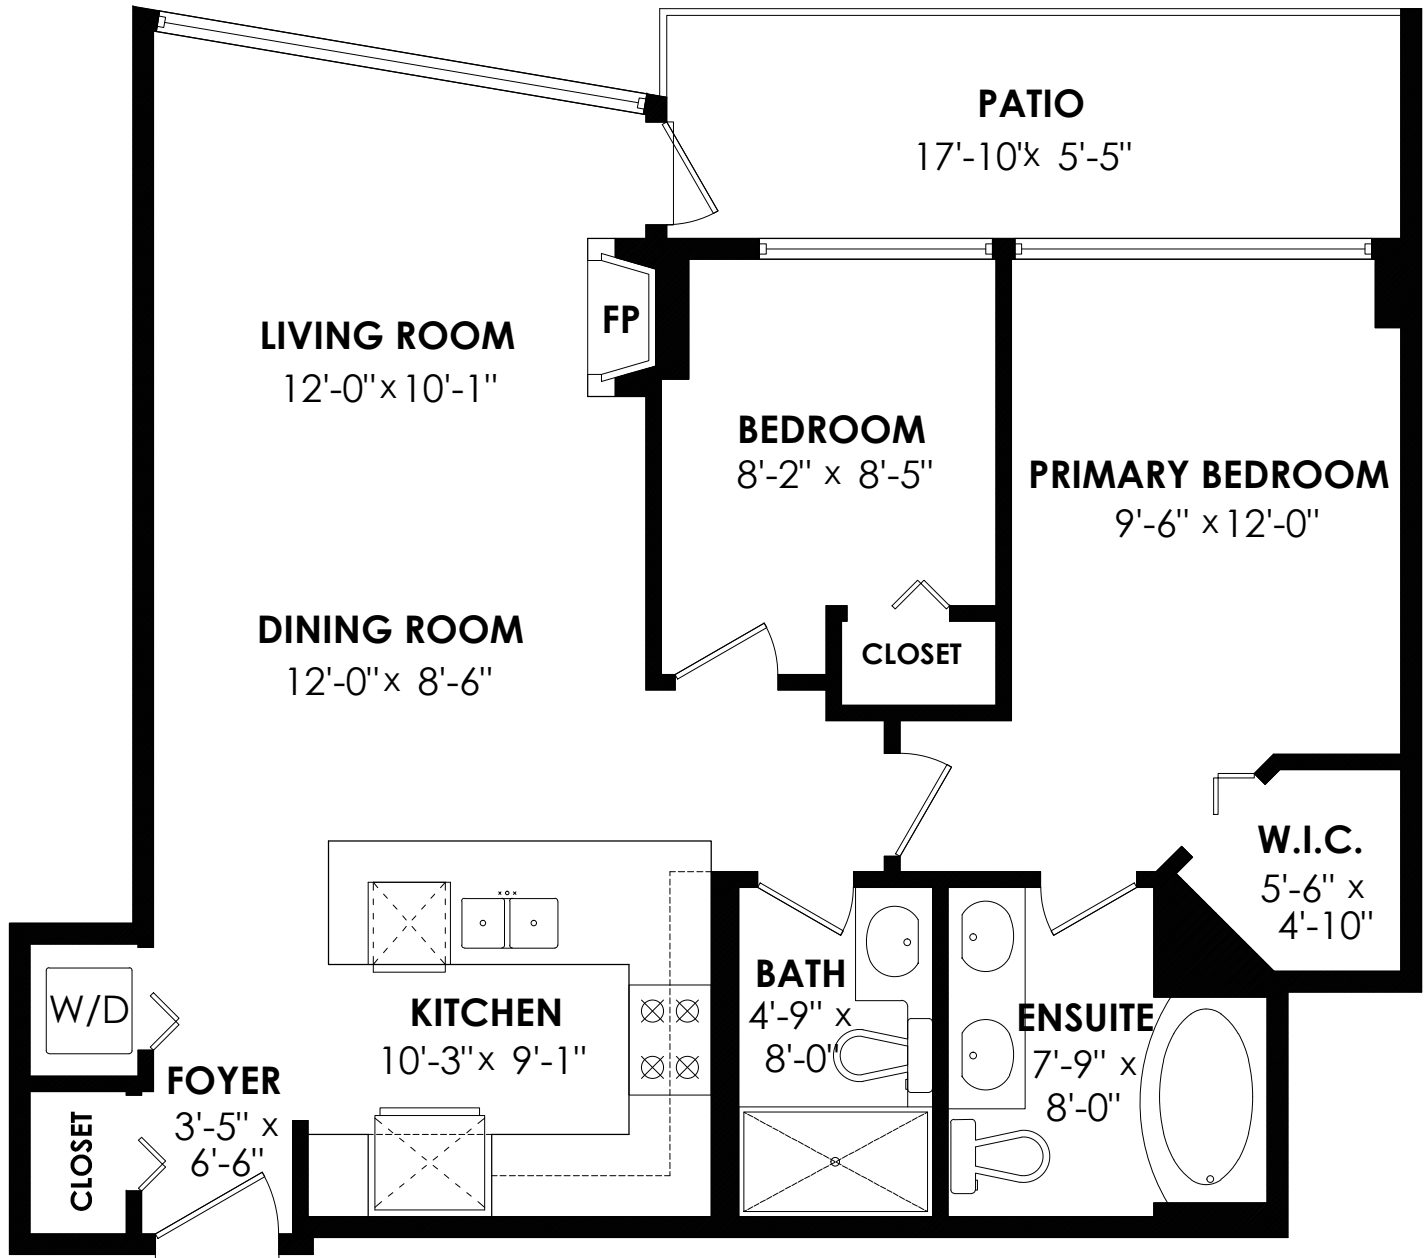 PATIO
17'-10"x 5'-5"
LIVING ROOM
12'-0"x 10'-1"
FP
BEDROOM
8'-2" x 8'-5"
PRIMARY BEDROOM
9'-6" x 12'-0"
DINING ROOM
12'-0"x 8'-6"
CLOSET
W.I.C.
5'-6" x
4'-10"
W/D
KITCHEN
10'-3"x 9'-1"
BATH
4'-9" x
8'-0"
ENSUITE
7'-9" x
8'-0"
FOYER
3'-5" x
6'-6"
CLOSET